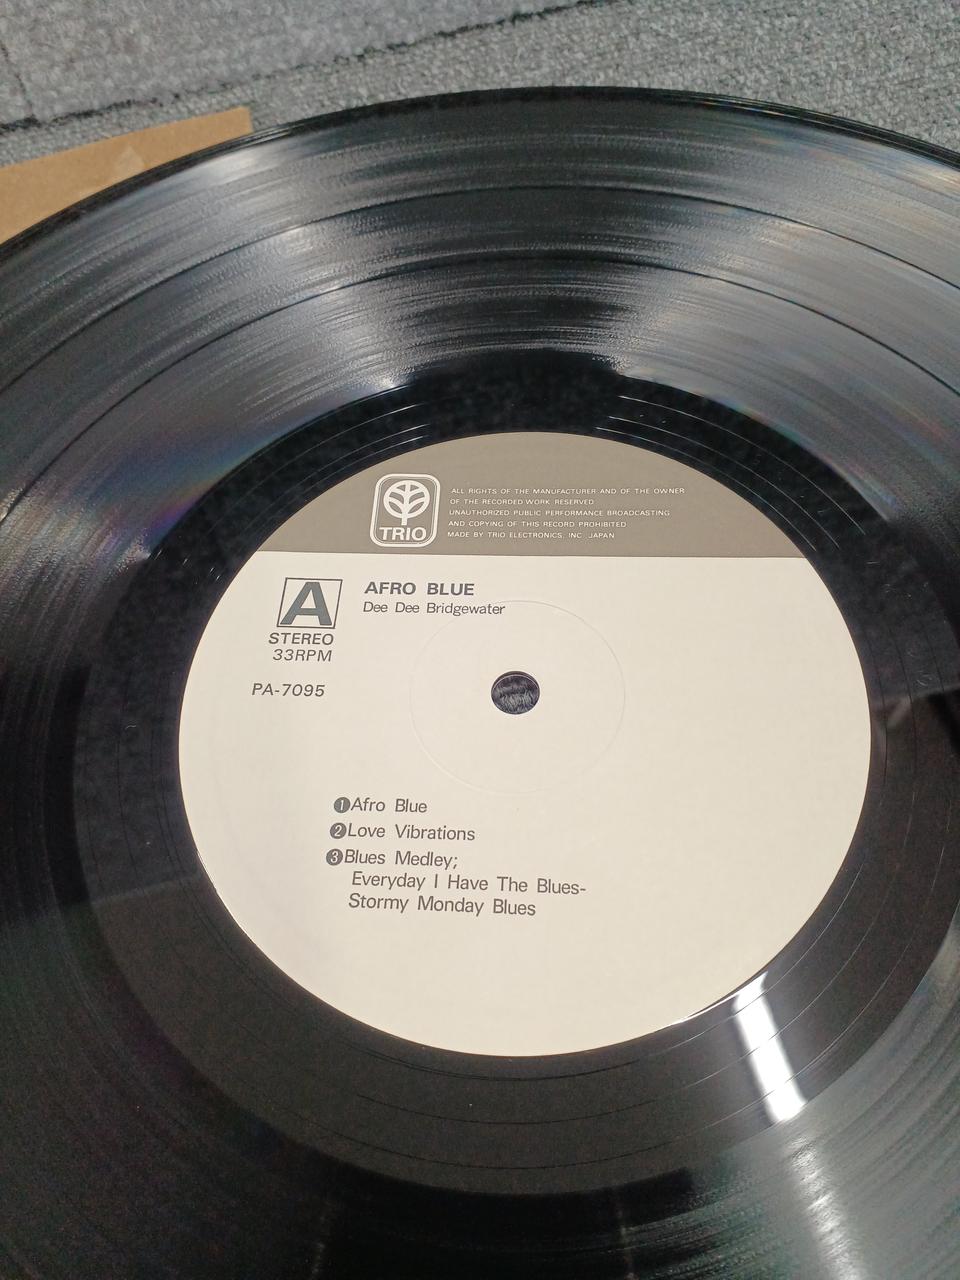 TRIO
ALL RIGHTS OF THE MANUFACTURER AND OF THE OWNER
OF THE RECORDED WORK RESERVED
UNAUTHORIZED PUBLIC PERFORMANCE BROADCASTING
AND COPYING OF THIS RECORD PROHIBITED
MADE BY TRIO ELECTRONICS, INC. JAPAN
A
STEREO
33RPM
PA-7095
AFRO BLUE
Dee Dee Bridgewater
❶Afro Blue
❷Love Vibrations
❸Blues Medley;
Everyday I Have The Blues-
Stormy Monday Blues